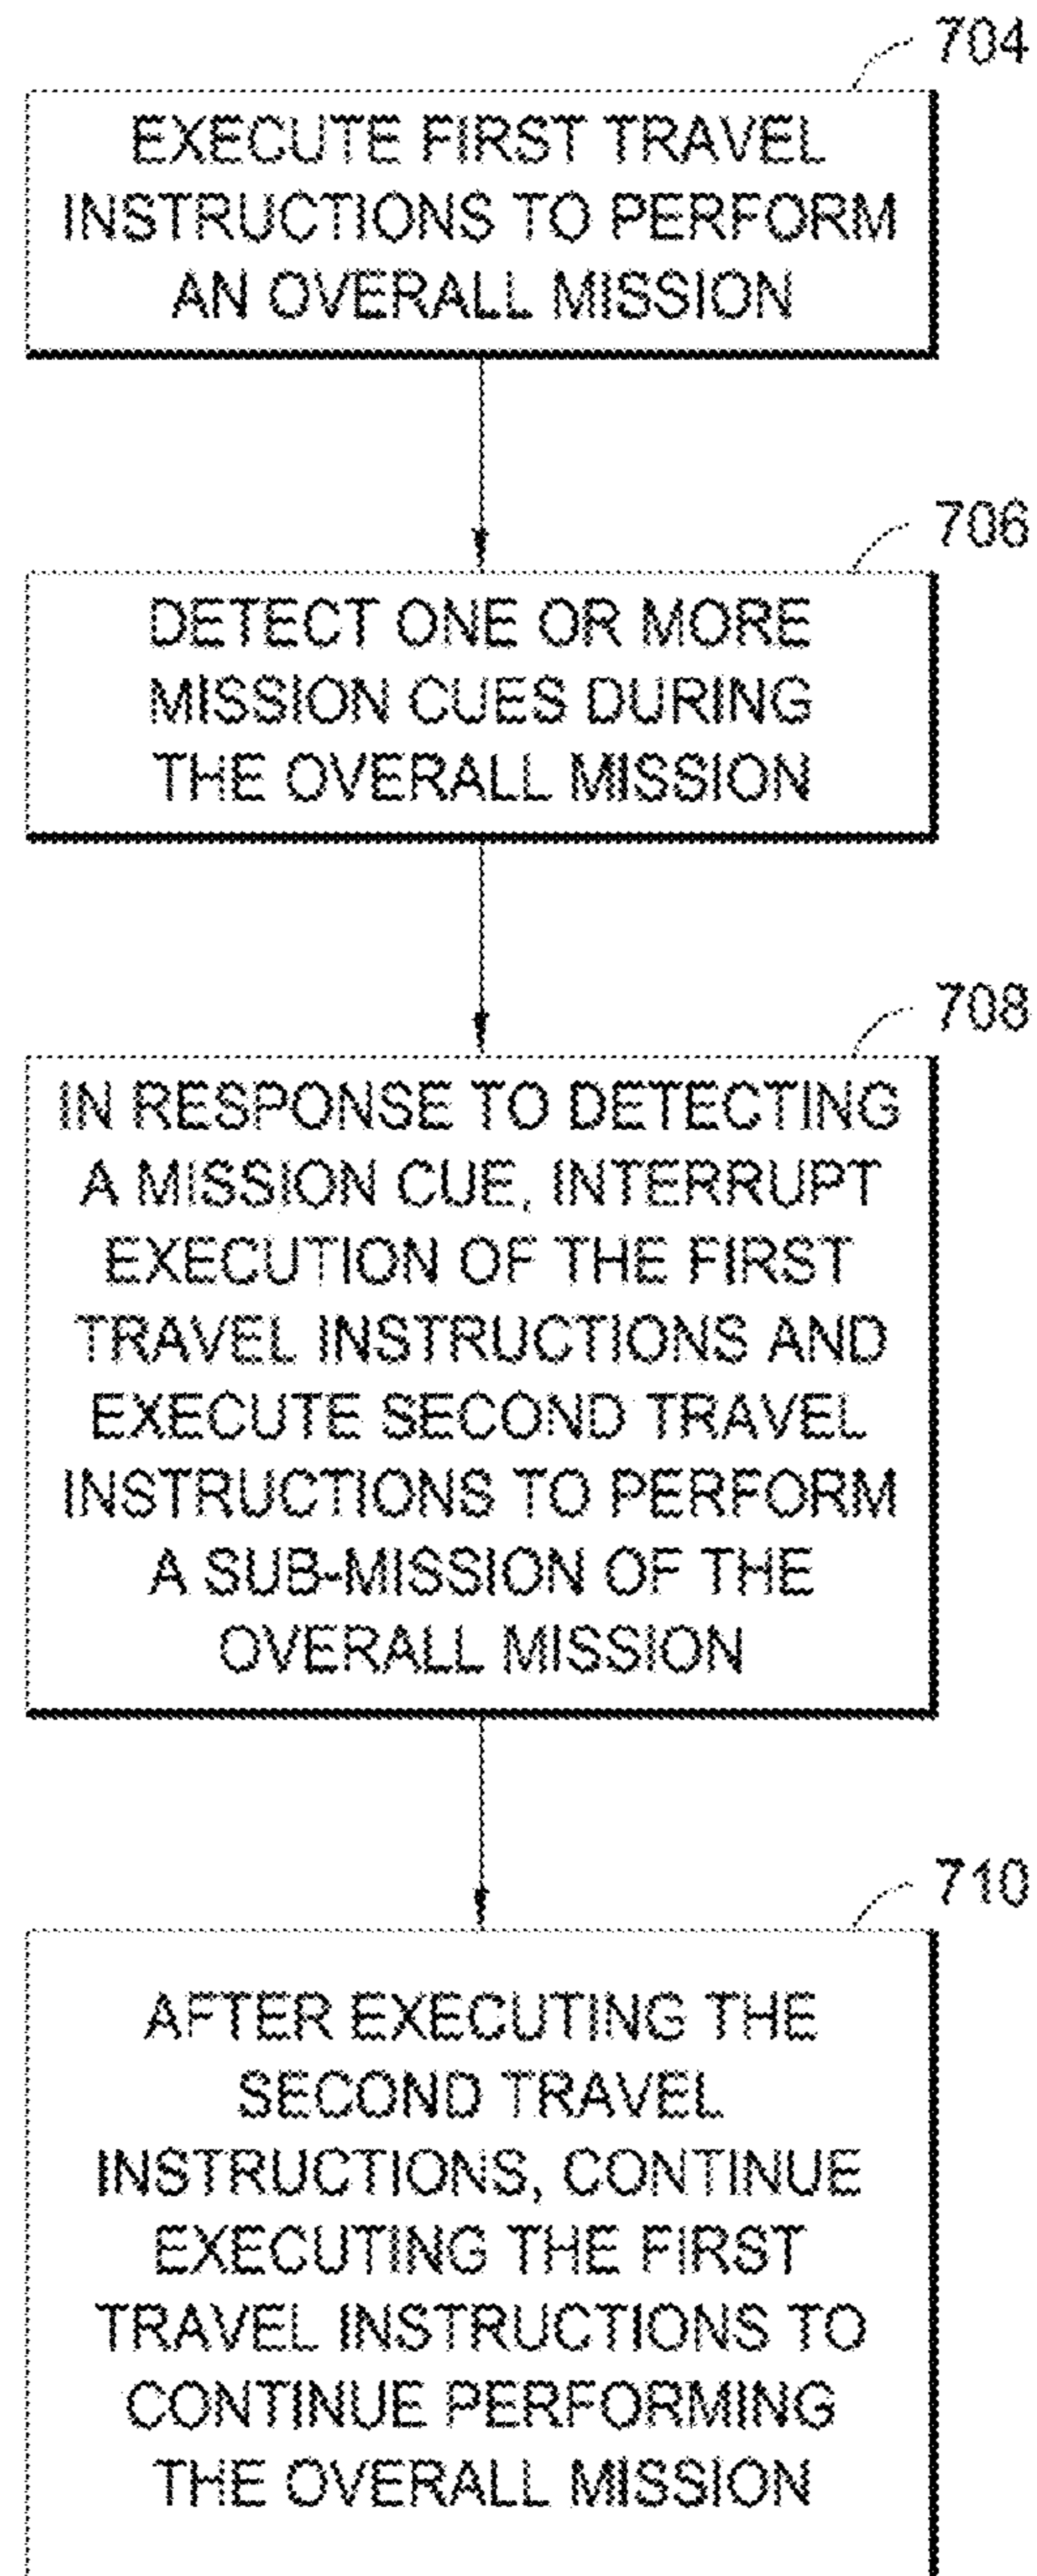 704
EXECUTE FIRST TRAVEL
INSTRUCTIONS TO PERFORM
AN OVERALL MISSION
706
DETECT ONE OR MORE
MISSION CUES DURING
THE OVERALL MISSION
708
IN RESPONSE TO DETECTING
A MISSION CUE, INTERRUPT
EXECUTION OF THE FIRST
TRAVEL INSTRUCTIONS AND
EXECUTE SECOND TRAVEL
INSTRUCTIONS TO PERFORM
A SUB-MISSION OF THE
OVERALL MISSION
710
AFTER EXECUTING THE
SECOND TRAVEL
INSTRUCTIONS, CONTINUE
EXECUTING THE FIRST
TRAVEL INSTRUCTIONS TO
CONTINUE PERFORMING
THE OVERALL MISSION